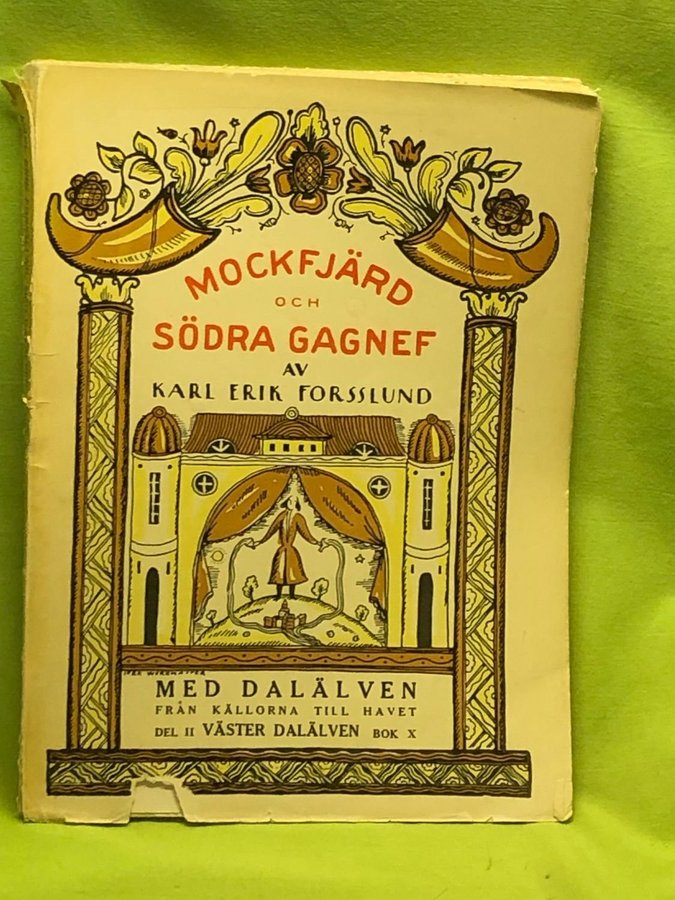 MOCKFJÄRD
OCH
SÖDRA GAGNEF
AV
KARL ERIK FORSSLUND
MED DALÄLVEN
FRÅN KÄLLORNA TILL HAVET
DEL II VÄSTER DALÄLVEN BOK X